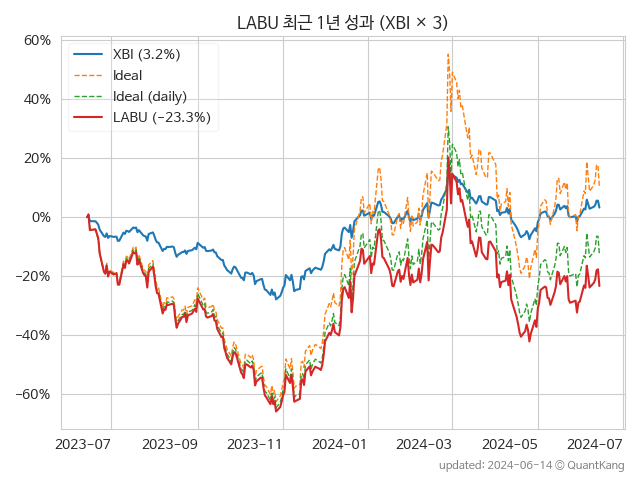 LABU 최근 1년 성과 (XBI × 3)
60%
40%
20%
0%
−20%
−40%
−60%
XBI (3.2%)
Ideal
Ideal (daily)
LABU (−23.3%)
2023-07
2023-09
2023-11
2024-01
2024-03
2024-05
2024-07
updated: 2024-06-14 © QuantKang